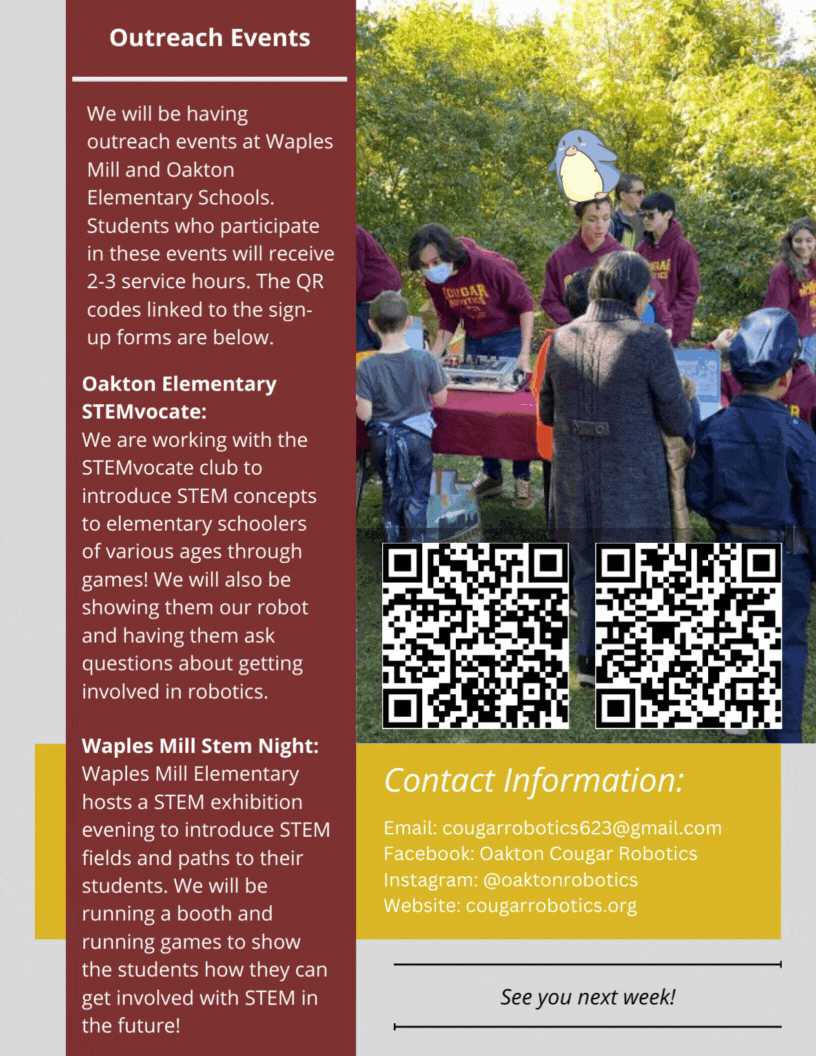 Outreach Events
We will be having
outreach events at Waples
Mill and Oakton
Elementary Schools.
Students who participate
in these events will receive
2-3 service hours. The QR
codes linked to the sign-
up forms are below.
Oakton Elementary
STEMvocate:
We are working with the
STEMvocate club to
introduce STEM concepts
to elementary schoolers
of various ages through
games! We will also be
showing them our robot
and having them ask
questions about getting
involved in robotics.
Waples Mill Stem Night:
Waples Mill Elementary
hosts a STEM exhibition
evening to introduce STEM
fields and paths to their
students. We will be
running a booth and
running games to show
the students how they can
get involved with STEM in
the future!
COUGAR
ROBOTICS
Contact Information:
Email: cougarrobotics623@gmail.com
Facebook: Oakton Cougar Robotics
Instagram: @oaktonrobotics
Website: cougarrobotics.org
See you next week!